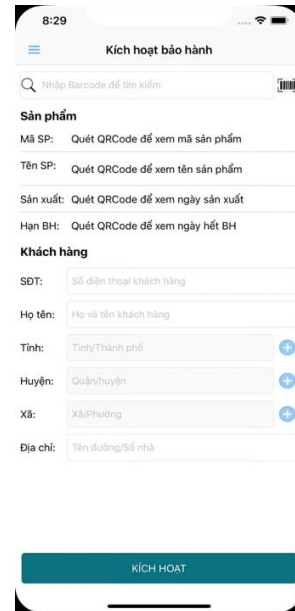 8:29
Kích hoạt bảo hành
Nhập Barcode để tìm kiếm
Sản phẩm
Mã SP: Quét QRCode để xem mã sản phẩm
Tên SP: Quét QRCode để xem tên sản phẩm
Sản xuất: Quét QRCode để xem ngày sản xuất
Hạn BH: Quét QRCode để xem ngày hết BH
Khách hàng
SĐT: Số điện thoại khách hàng
Họ tên: Họ và tên khách hàng
Tỉnh: Tỉnh/Thành phố
Huyện: Quận/huyện
Xã: Xã/Phường
Địa chỉ: Tên đường/Số nhà
KÍCH HOẠT